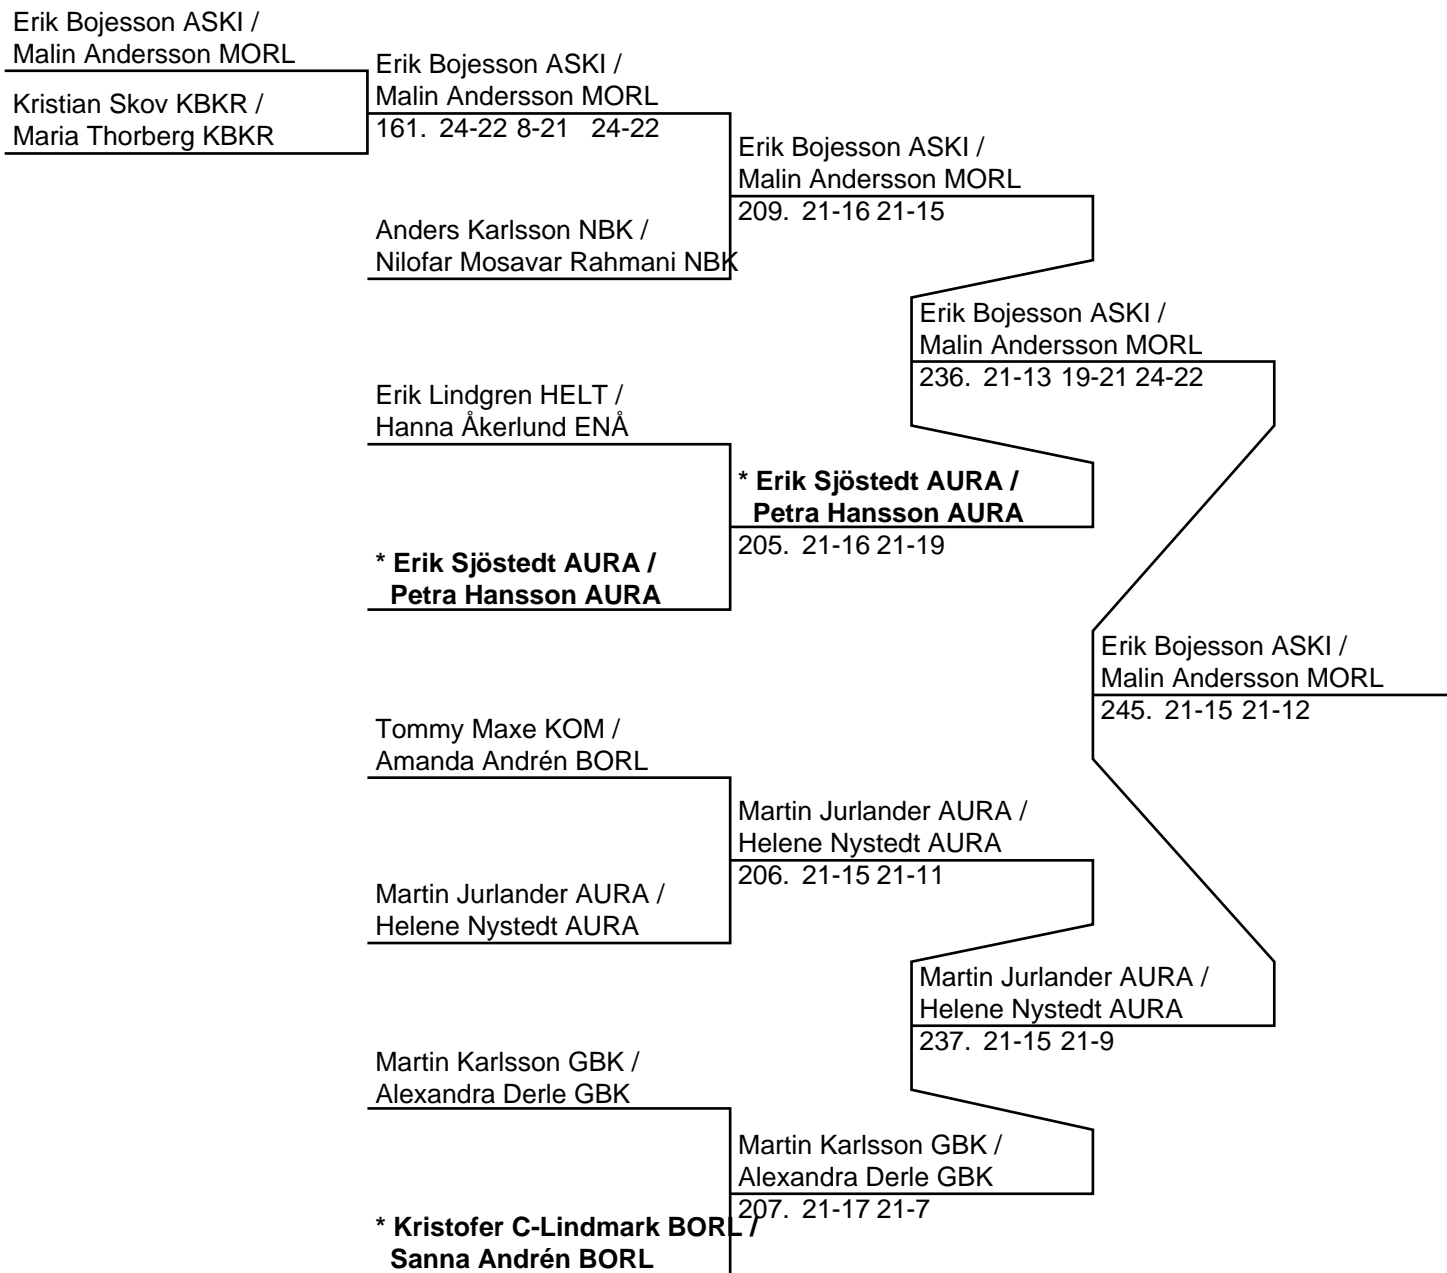 Erik Bojesson ASKI /
Malin Andersson MORL
Kristian Skov KBKR /
Maria Thorberg KBKR
Erik Bojesson ASKI /
Malin Andersson MORL
161. 24-22 8-21 24-22
Anders Karlsson NBK /
Nilofar Mosavar Rahmani NBK
Erik Bojesson ASKI /
Malin Andersson MORL
209. 21-16 21-15
Erik Lindgren HELT /
Hanna Åkerlund ENÅ
* Erik Sjöstedt AURA /
Petra Hansson AURA
* Erik Sjöstedt AURA /
Petra Hansson AURA
205. 21-16 21-19
Erik Bojesson ASKI /
Malin Andersson MORL
236. 21-13 19-21 24-22
Erik Bojesson ASKI /
Malin Andersson MORL
245. 21-15 21-12
Tommy Maxe KOM /
Amanda Andrén BORL
Martin Jurlander AURA /
Helene Nystedt AURA
Martin Jurlander AURA /
Helene Nystedt AURA
206. 21-15 21-11
Martin Jurlander AURA /
Helene Nystedt AURA
237. 21-15 21-9
Martin Karlsson GBK /
Alexandra Derle GBK
* Kristofer C-Lindmark BORL /
Sanna Andrén BORL
Martin Karlsson GBK /
Alexandra Derle GBK
207. 21-17 21-7